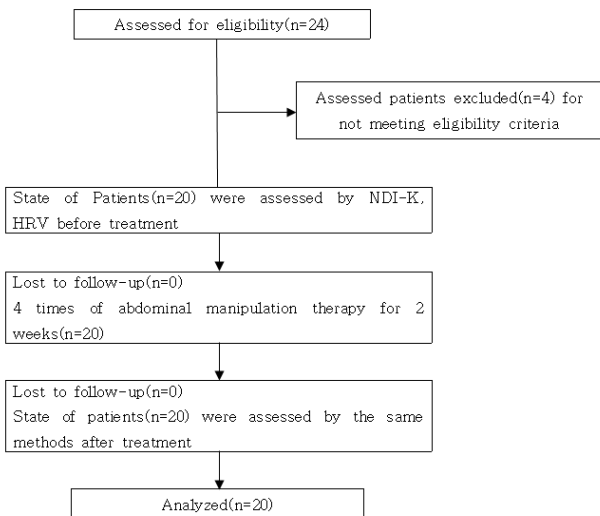 Assessed for eligibility(n=24)
Assessed patients excluded(n=4) for
not meeting eligibility criteria
State of Patients(n=20) were assessed by NDI-K,
HRV before treatment
Lost to follow-up(n=0)
4 times of abdominal manipulation therapy for 2
weeks(n=20)
Lost to follow-up(n=0)
State of patients(n=20) were assessed by the same
methods after treatment
Analyzed(n=20)